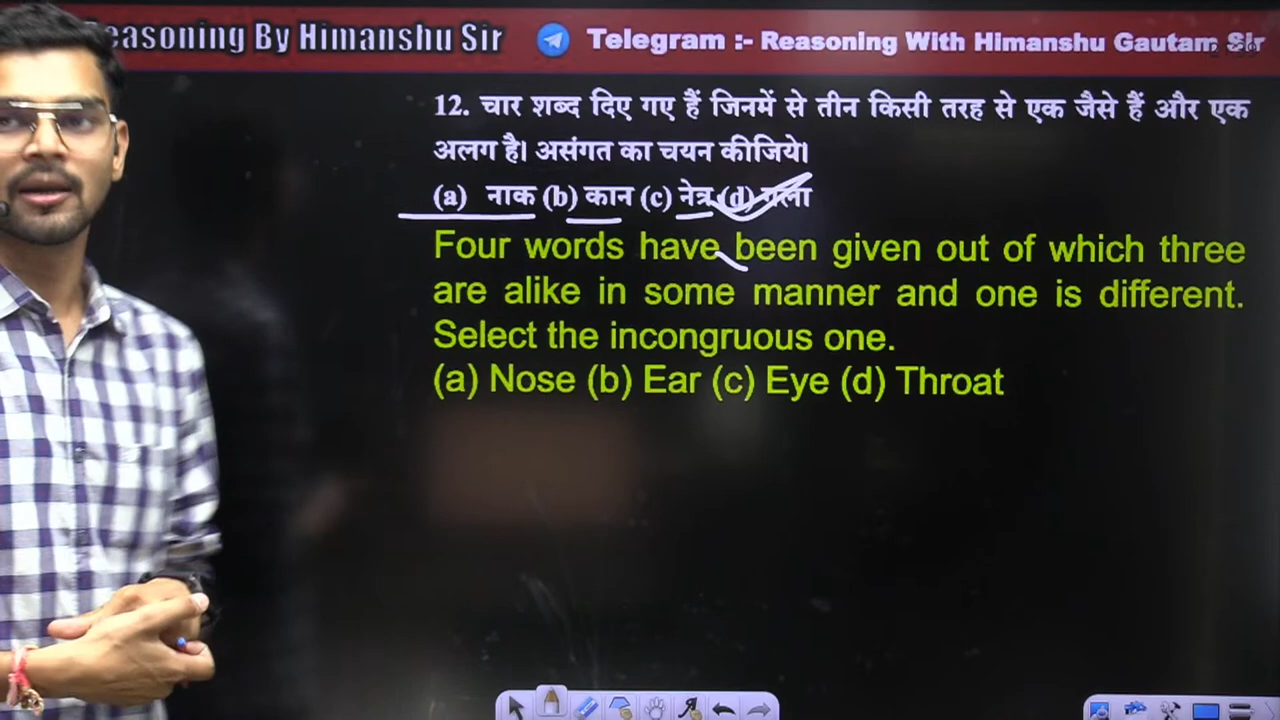 Reasoning By Himanshu Sir
Telegram :- Reasoning With Himanshu Gautam Sir
12. चार शब्द दिए गए हैं जिनमें से तीन किसी तरह से एक जैसे हैं और एक
अलग है। असंगत का चयन कीजिये।
(a) नाक (b) कान (c) नेत्र (d) गला
Four words have been given out of which three
are alike in some manner and one is different.
Select the incongruous one.
(a) Nose (b) Ear (c) Eye (d) Throat